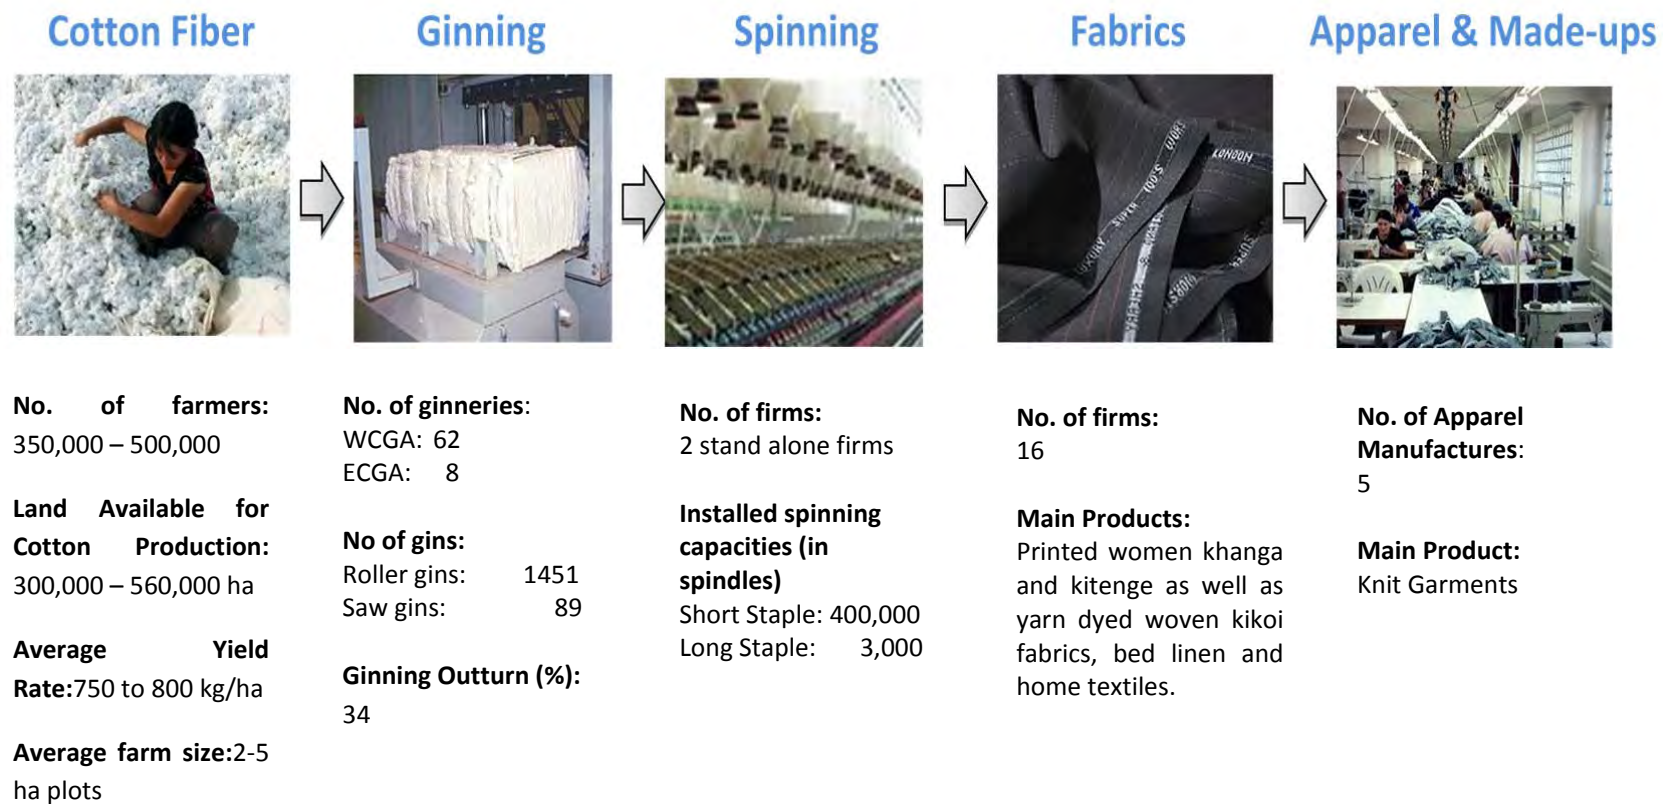 Cotton Fiber
Ginning
Spinning
Fabrics
Apparel & Made-ups
LUXURY SUPER 100'S WORS
LONDON
No. of farmers:
350,000 – 500,000
Land Available for
Cotton Production:
300,000 – 560,000 ha
Average Yield
Rate:750 to 800 kg/ha
Average farm size:2-5
ha plots
No. of ginneries:
WCGA: 62
ECGA: 8
No of gins:
Roller gins: 1451
Saw gins: 89
Ginning Outturn (%):
34
No. of firms:
2 stand alone firms
Installed spinning
capacities (in
spindles)
Short Staple: 400,000
Long Staple: 3,000
No. of firms:
16
Main Products:
Printed women khanga
and kitenge as well as
yarn dyed woven kikoi
fabrics, bed linen and
home textiles.
No. of Apparel
Manufactures:
5
Main Product:
Knit Garments